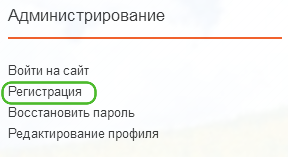 Администрирование
Войти на сайт
Регистрация
Восстановить пароль
Редактирование профиля